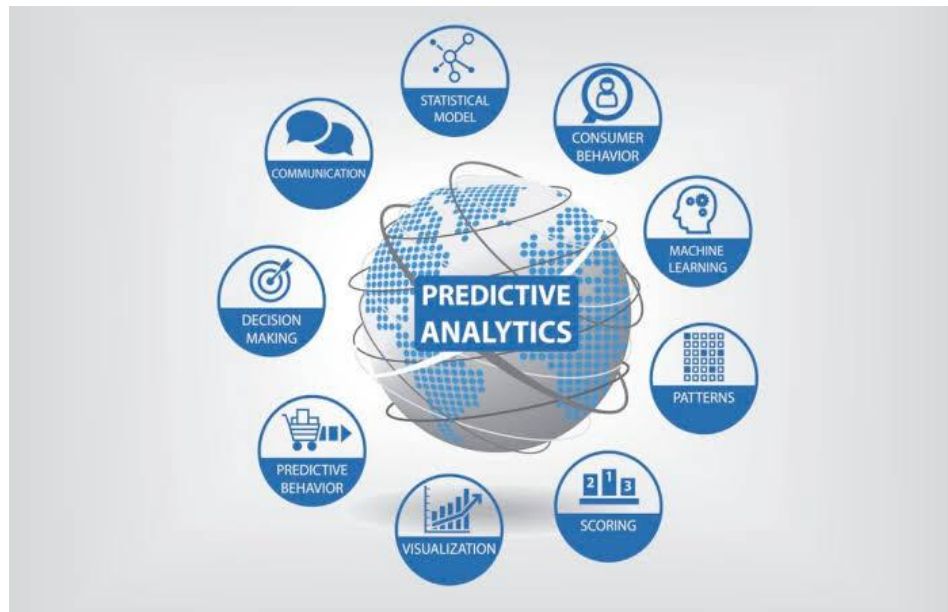 STATISTICAL
MODEL
CONSUMER
BEHAVIOR
COMMUNICATION
MACHINE
LEARNING
PREDICTIVE
ANALYTICS
DECISION
MAKING
PATTERNS
PREDICTIVE
BEHAVIOR
2 1 3
SCORING
VISUALIZATION